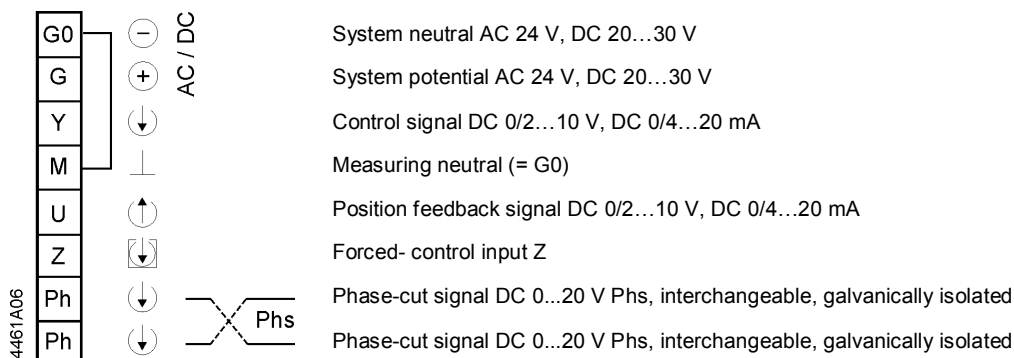 G0 − AC / DC System neutral AC 24 V, DC 20…30 V
G + System potential AC 24 V, DC 20…30 V
Y Control signal DC 0/2…10 V, DC 0/4…20 mA
M Measuring neutral (= G0)
U Position feedback signal DC 0/2…10 V, DC 0/4…20 mA
Z Forced- control input Z
Ph Phs Phase-cut signal DC 0...20 V Phs, interchangeable, galvanically isolated
Ph Phase-cut signal DC 0...20 V Phs, interchangeable, galvanically isolated
4461A06